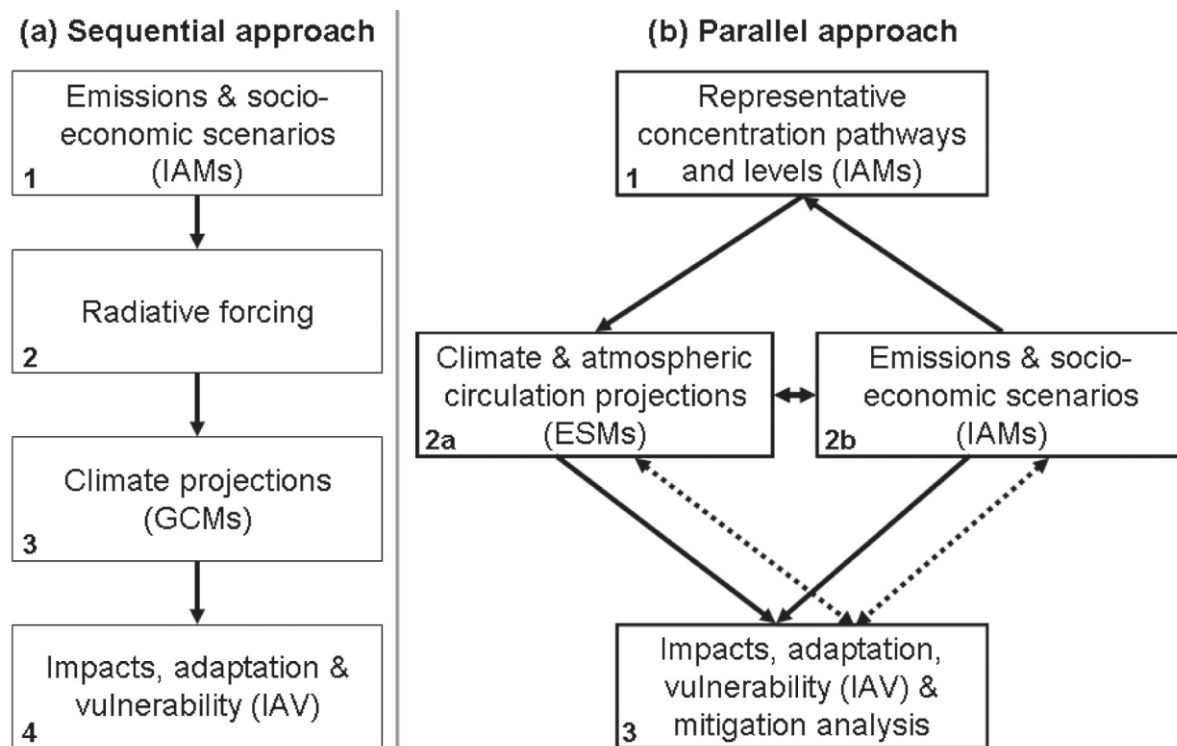 (a) Sequential approach
Emissions & socio-
economic scenarios
(IAMs)
1
Radiative forcing
2
Climate projections
(GCMs)
3
Impacts, adaptation &
vulnerability (IAV)
4
(b) Parallel approach
Representative
concentration pathways
and levels (IAMs)
1
Climate & atmospheric
circulation projections
(ESMs)
2a
Emissions & socio-
economic scenarios
(IAMs)
2b
Impacts, adaptation,
vulnerability (IAV) &
mitigation analysis
3